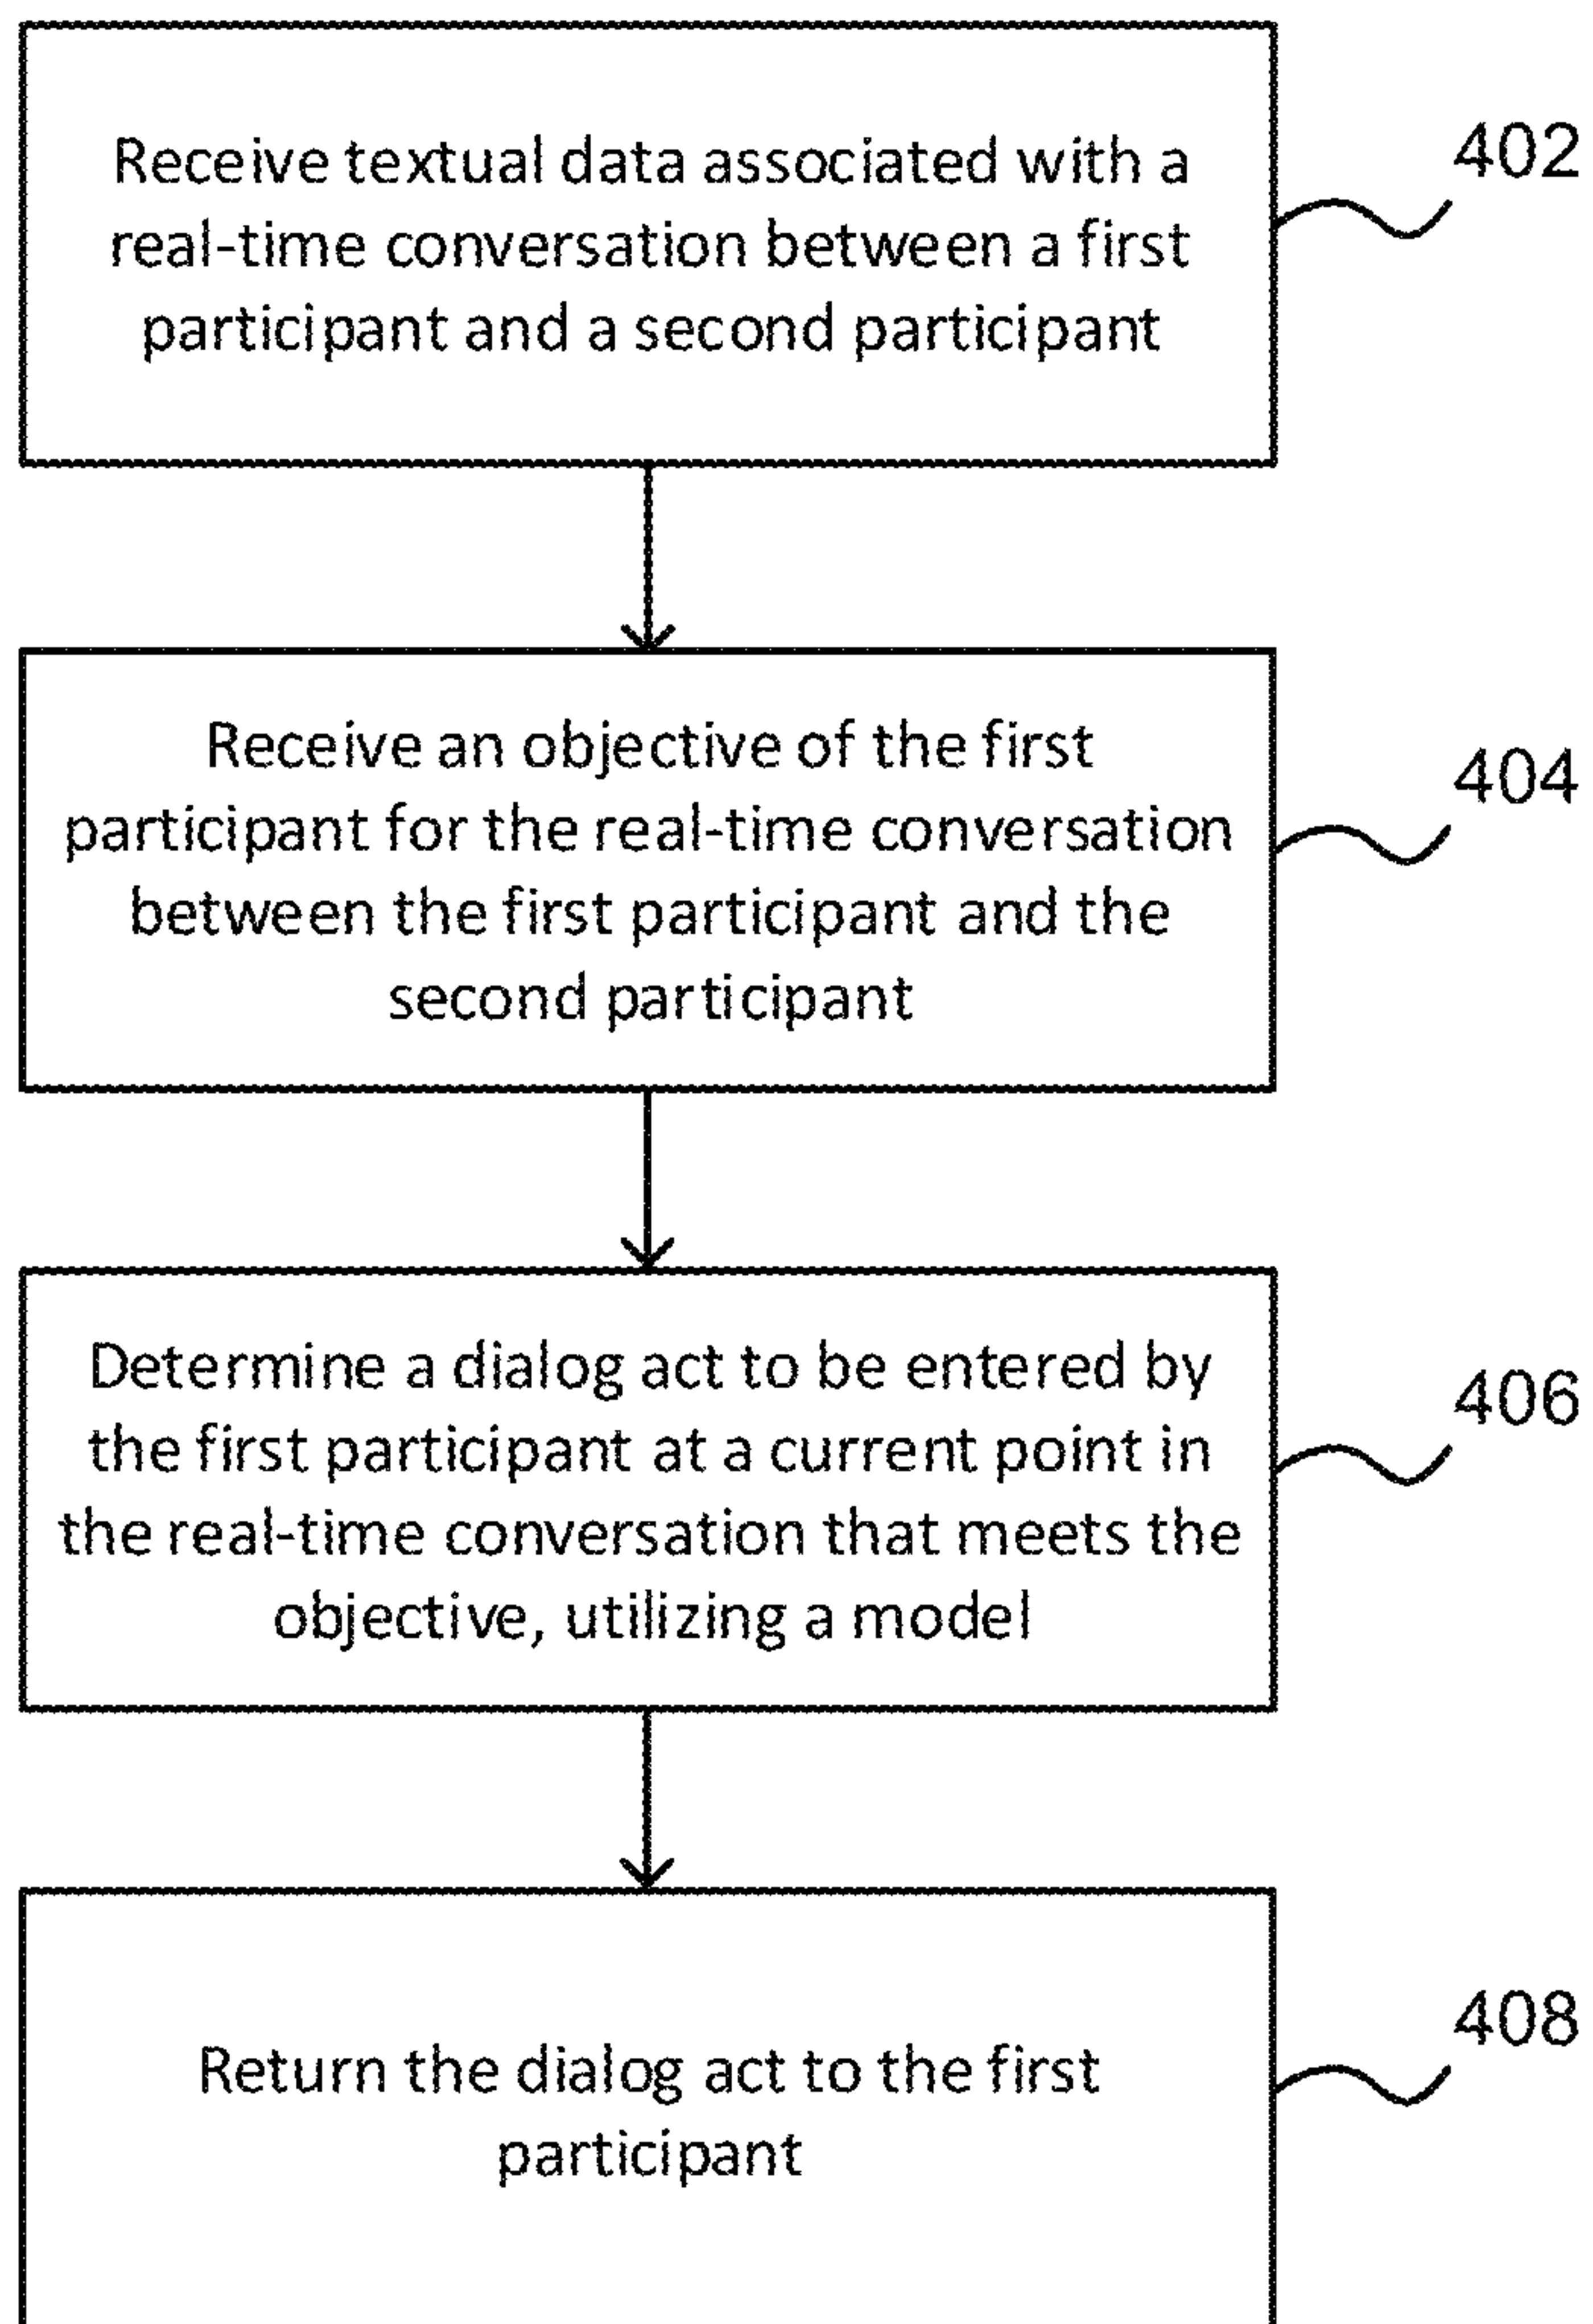 Receive textual data associated with a
real-time conversation between a first
participant and a second participant
402
Receive an objective of the first
participant for the real-time conversation
between the first participant and the
second participant
404
Determine a dialog act to be entered by
the first participant at a current point in
the real-time conversation that meets the
objective, utilizing a model
406
Return the dialog act to the first
participant
408